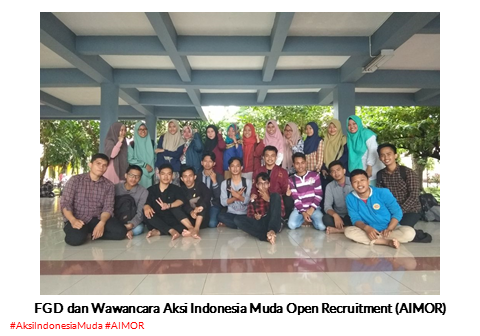 FGD dan Wawancara Aksi Indonesia Muda Open Recruitment (AIMOR)
#AksiIndonesiaMuda #AIMOR